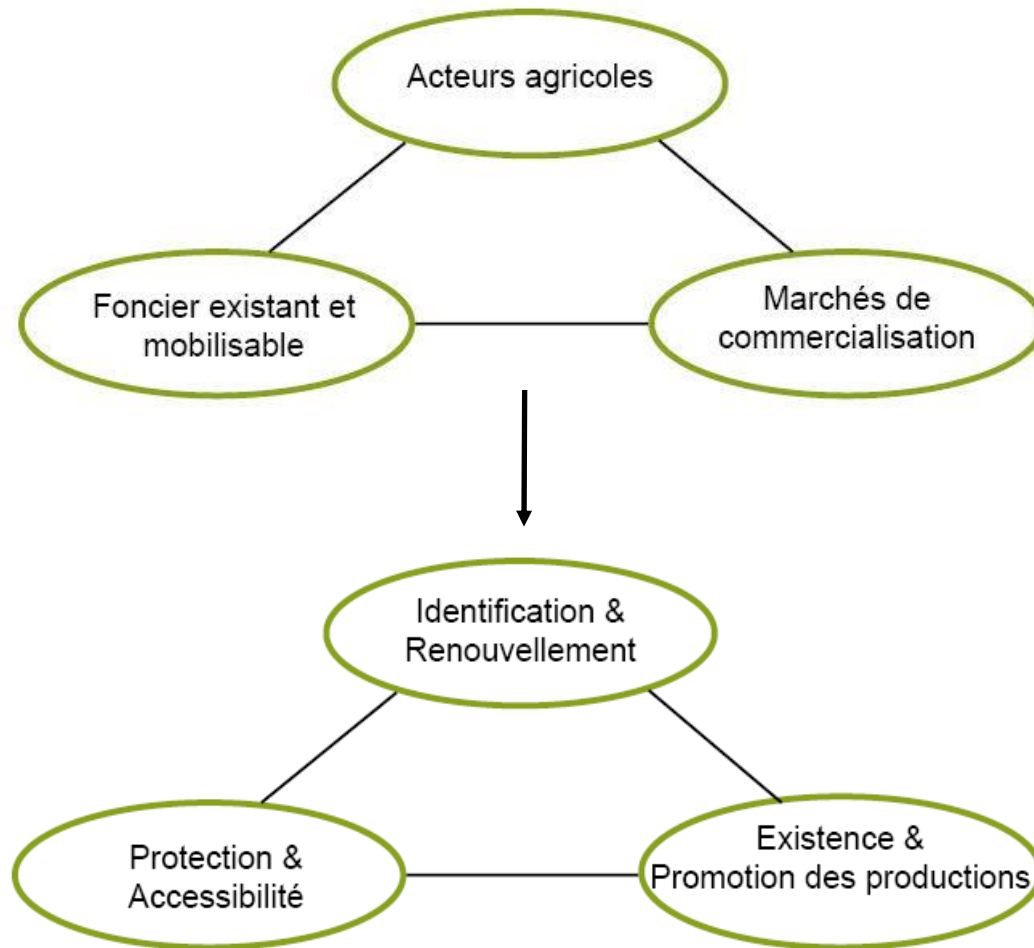 Acteurs agricoles
Foncier existant et
mobilisable
Marchés de
commercialisation
Identification &
Renouvellement
Protection &
Accessibilité
Existence &
Promotion des productions